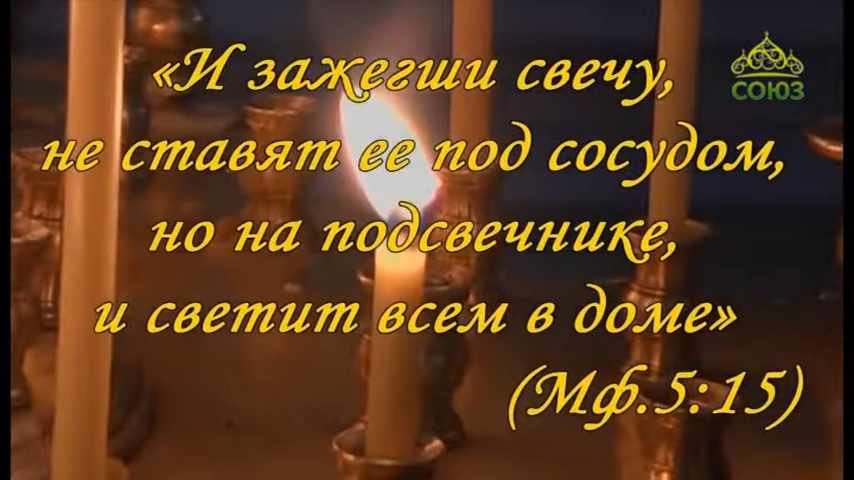 «И зажегши свечу,
СОЮЗ
не ставят ее под сосудом,
но на подсвечнике,
и светит всем в доме»
(Мф.5:15)